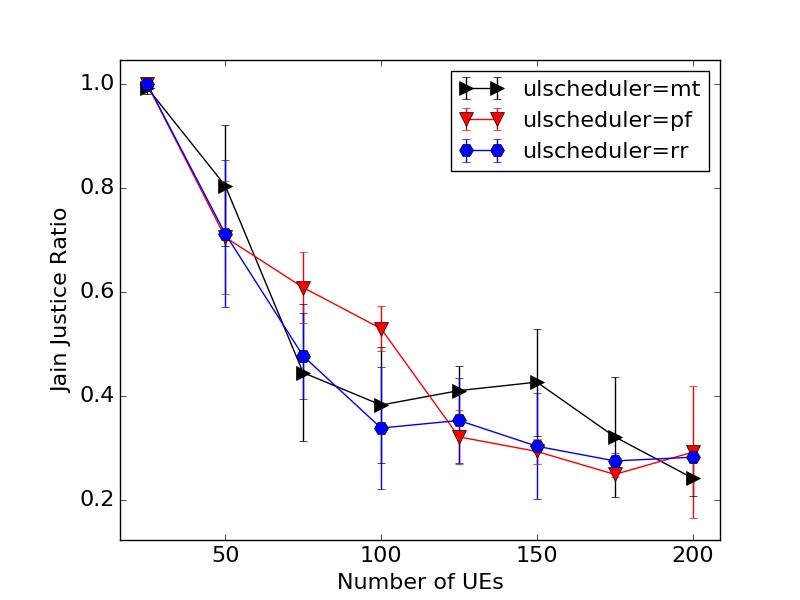 1.0
0.8
0.6
0.4
0.2
Jain Justice Ratio
ulscheduler=mt
ulscheduler=pf
ulscheduler=rr
50 100 150 200
Number of UEs